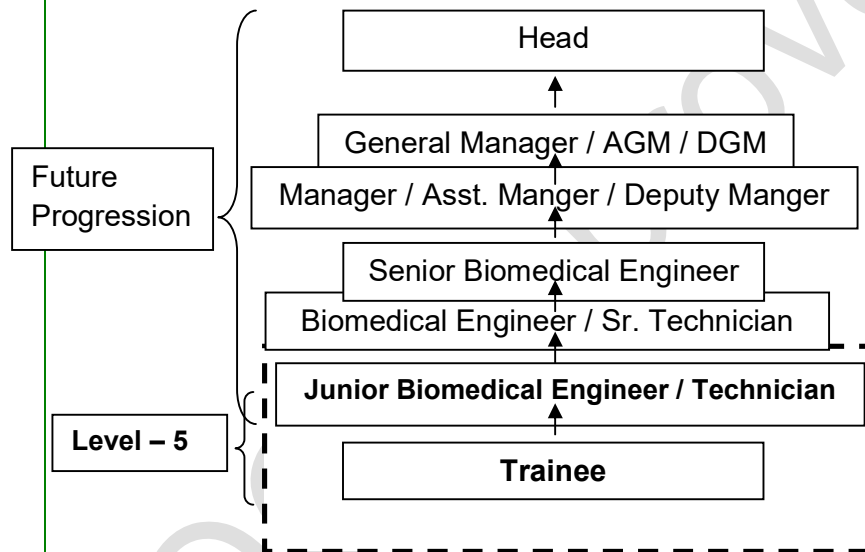 Head
General Manager / AGM / DGM
Future
Progression
Manager / Asst. Manger / Deputy Manger
Senior Biomedical Engineer
Biomedical Engineer / Sr. Technician
Junior Biomedical Engineer / Technician
Level – 5
Trainee